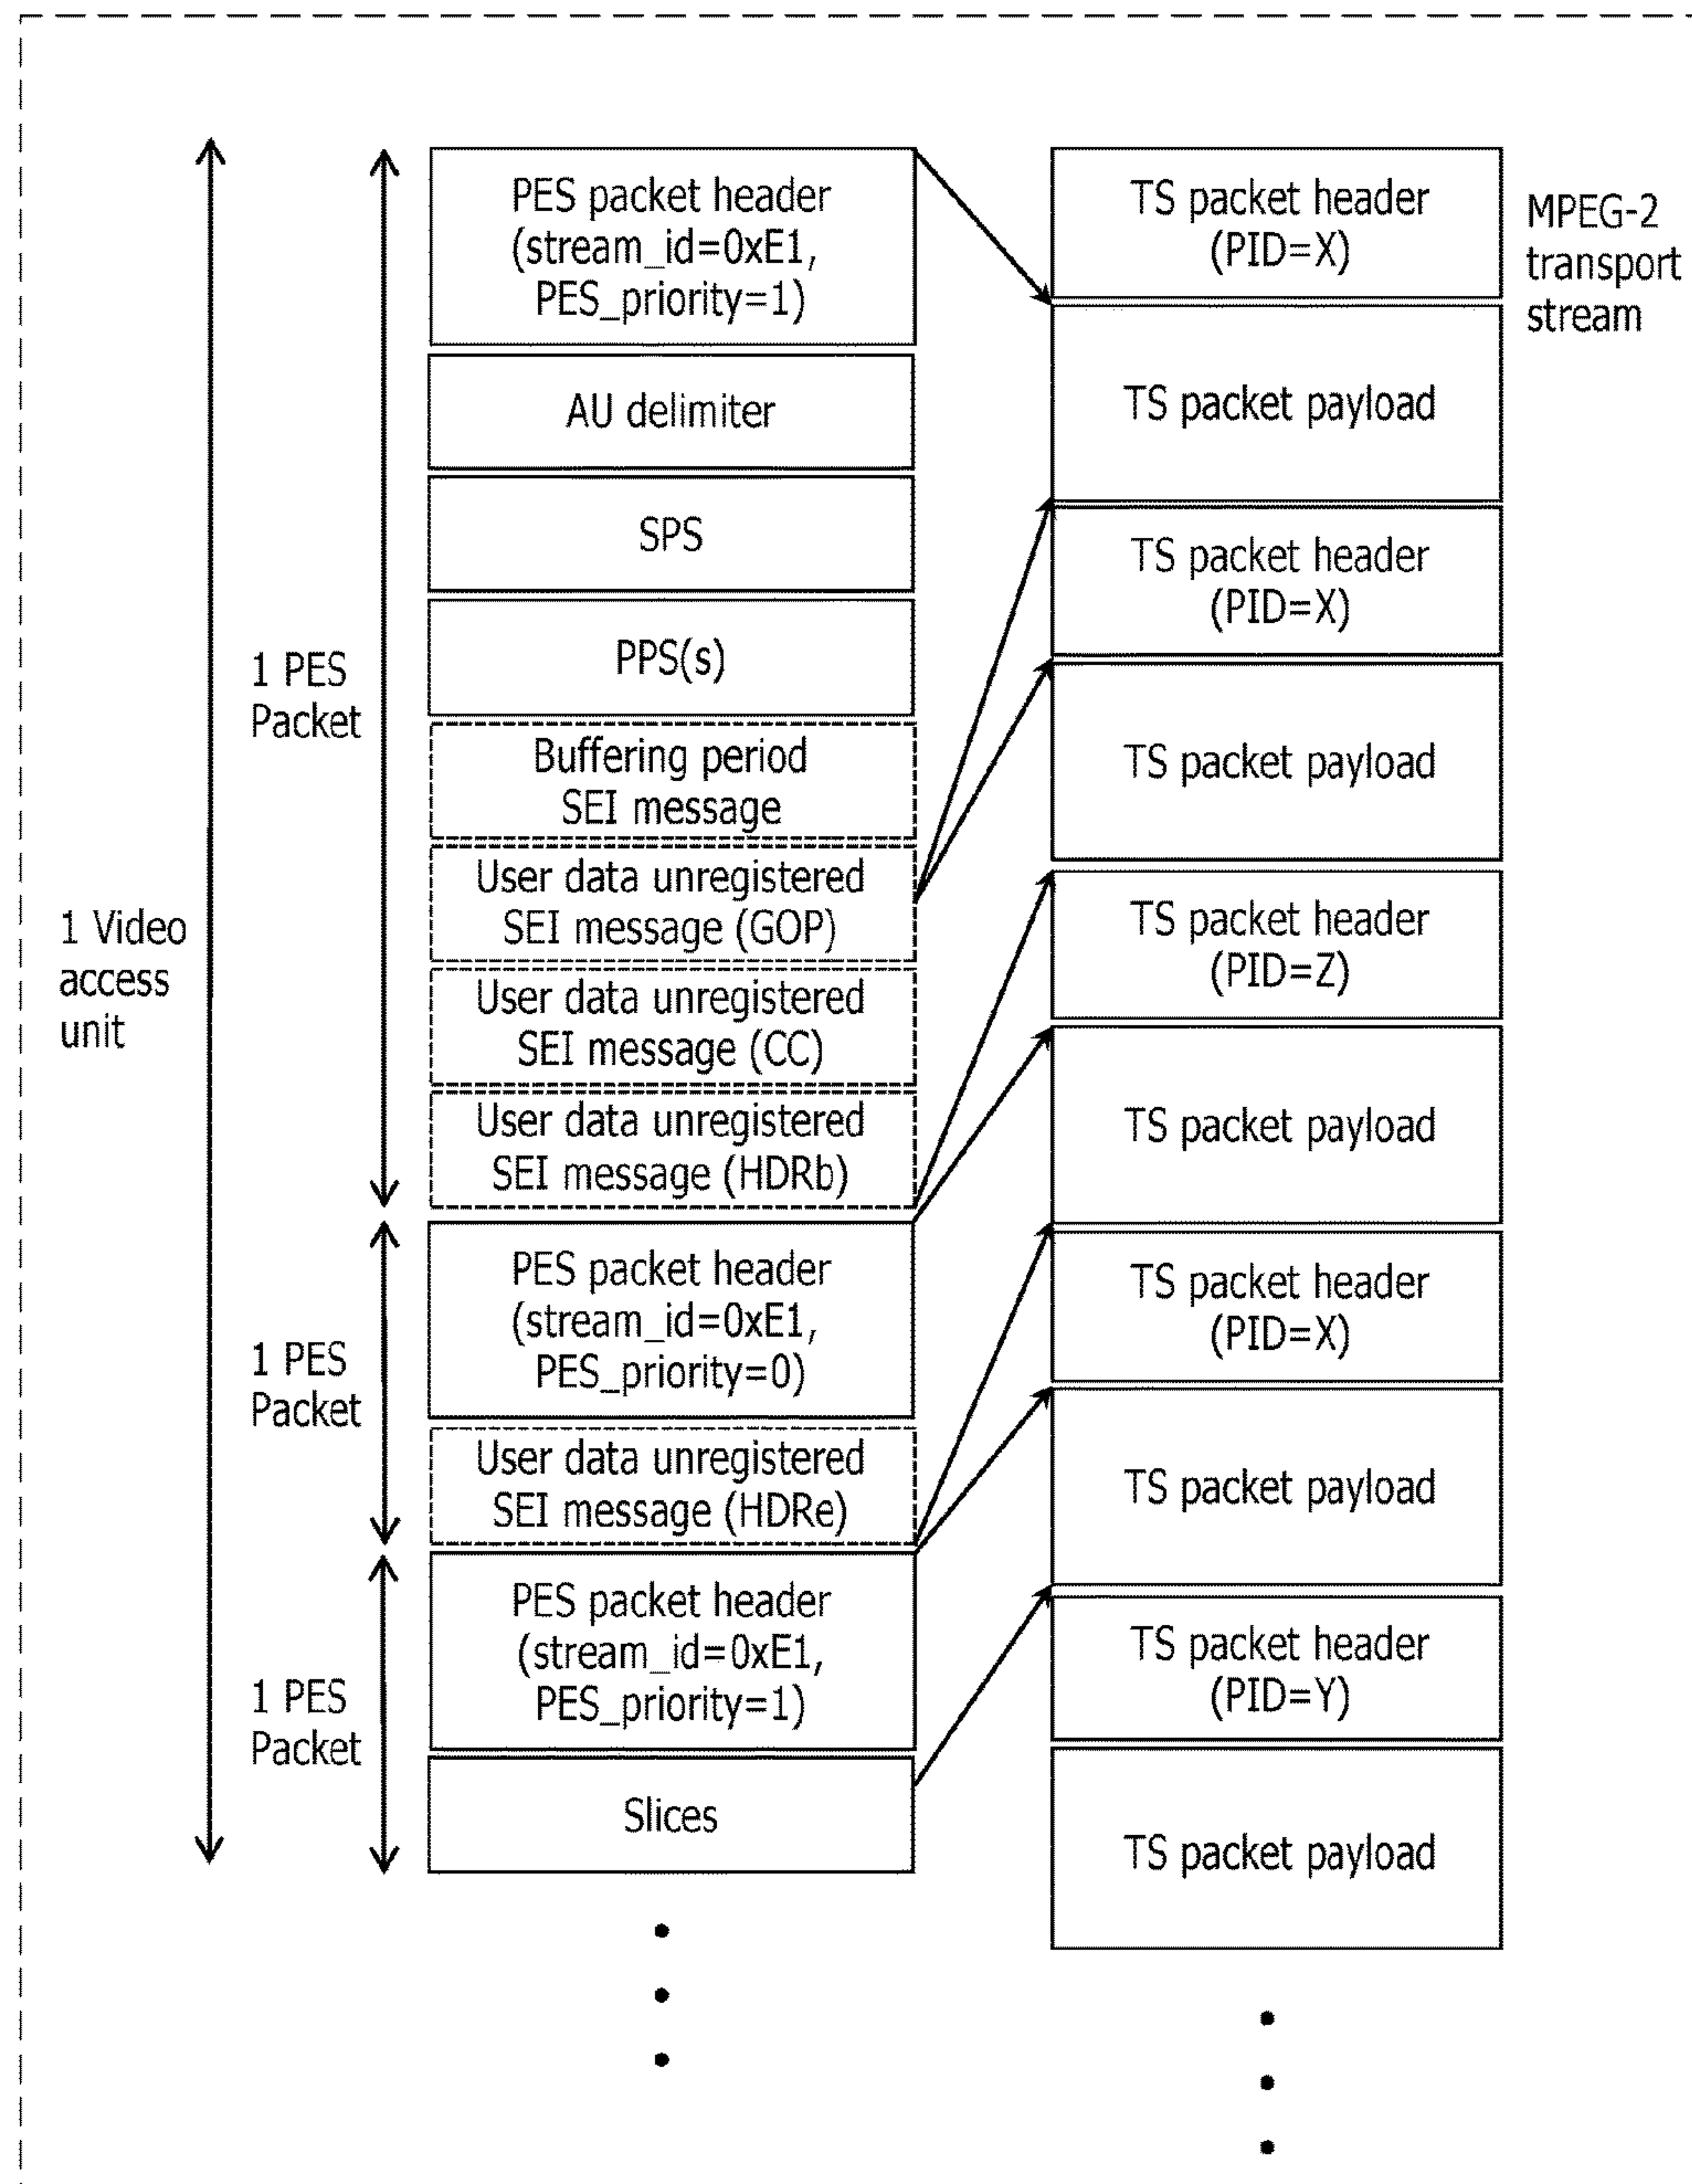 PES packet header
(stream_id=0xE1,
PES_priority=1)
AU delimiter
SPS
PPS(s)
Buffering period
SEI message
User data unregistered
SEI message (GOP)
User data unregistered
SEI message (CC)
User data unregistered
SEI message (HDRb)
PES packet header
(stream_id=0xE1,
PES_priority=0)
User data unregistered
SEI message (HDRe)
PES packet header
(stream_id=0xE1,
PES_priority=1)
Slices
1 Video
access
unit
1 PES
Packet
1 PES
Packet
1 PES
Packet
TS packet header
(PID=X)
TS packet payload
TS packet header
(PID=X)
TS packet payload
TS packet header
(PID=Z)
TS packet payload
TS packet header
(PID=X)
TS packet payload
TS packet header
(PID=Y)
TS packet payload
MPEG-2
transport
stream